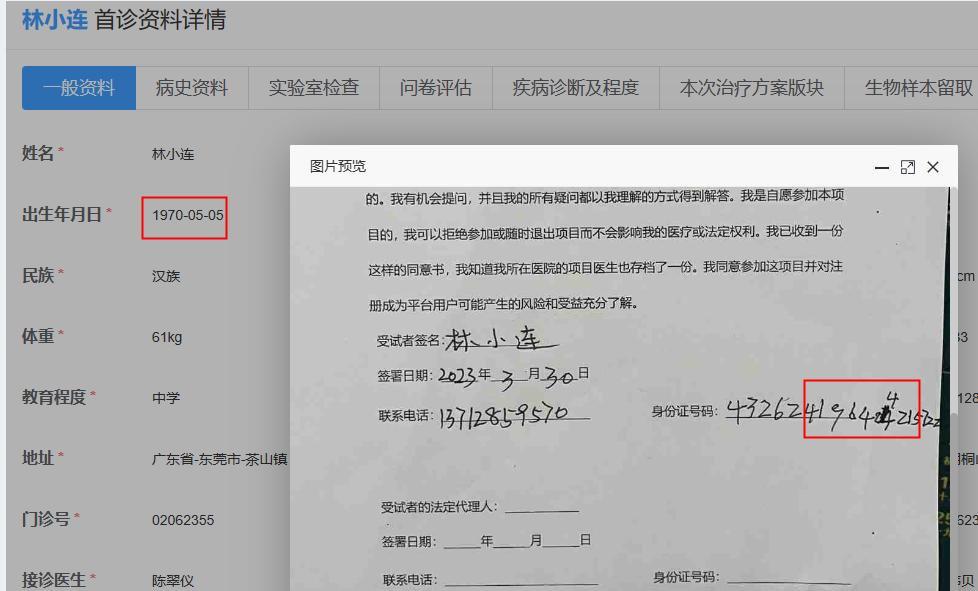 林小连 首诊资料详情
一般资料 病史资料 实验室检查 问卷评估 疾病诊断及程度 本次治疗方案版块 生物样本留取
姓名* 林小连
出生年月日* 1970-05-05
民族* 汉族
cm
体重* 61kg
教育程度* 中学
128
地址* 广东省-东莞市-茶山镇
门诊号* 02062355
接诊医生* 陈翠仪
图片预览
的。我有机会提问，并且我的所有疑问都以我理解的方式得到解答。我是自愿参加本项
目的，我可以拒绝参加或随时退出项目而不会影响我的医疗或法定权利。我已收到一份
这样的同意书，我知道我所在医院的项目医生也存档了一份。我同意参加这项目并对注
册成为平台用户可能产生的风险和受益充分了解。
受试者签名：林小连
签署日期：2023年3月30日
联系电话：13712859570 身份证号码：
受试者的法定代理人：
签署日期：____年____月____日
联系电话： 身份证号码：